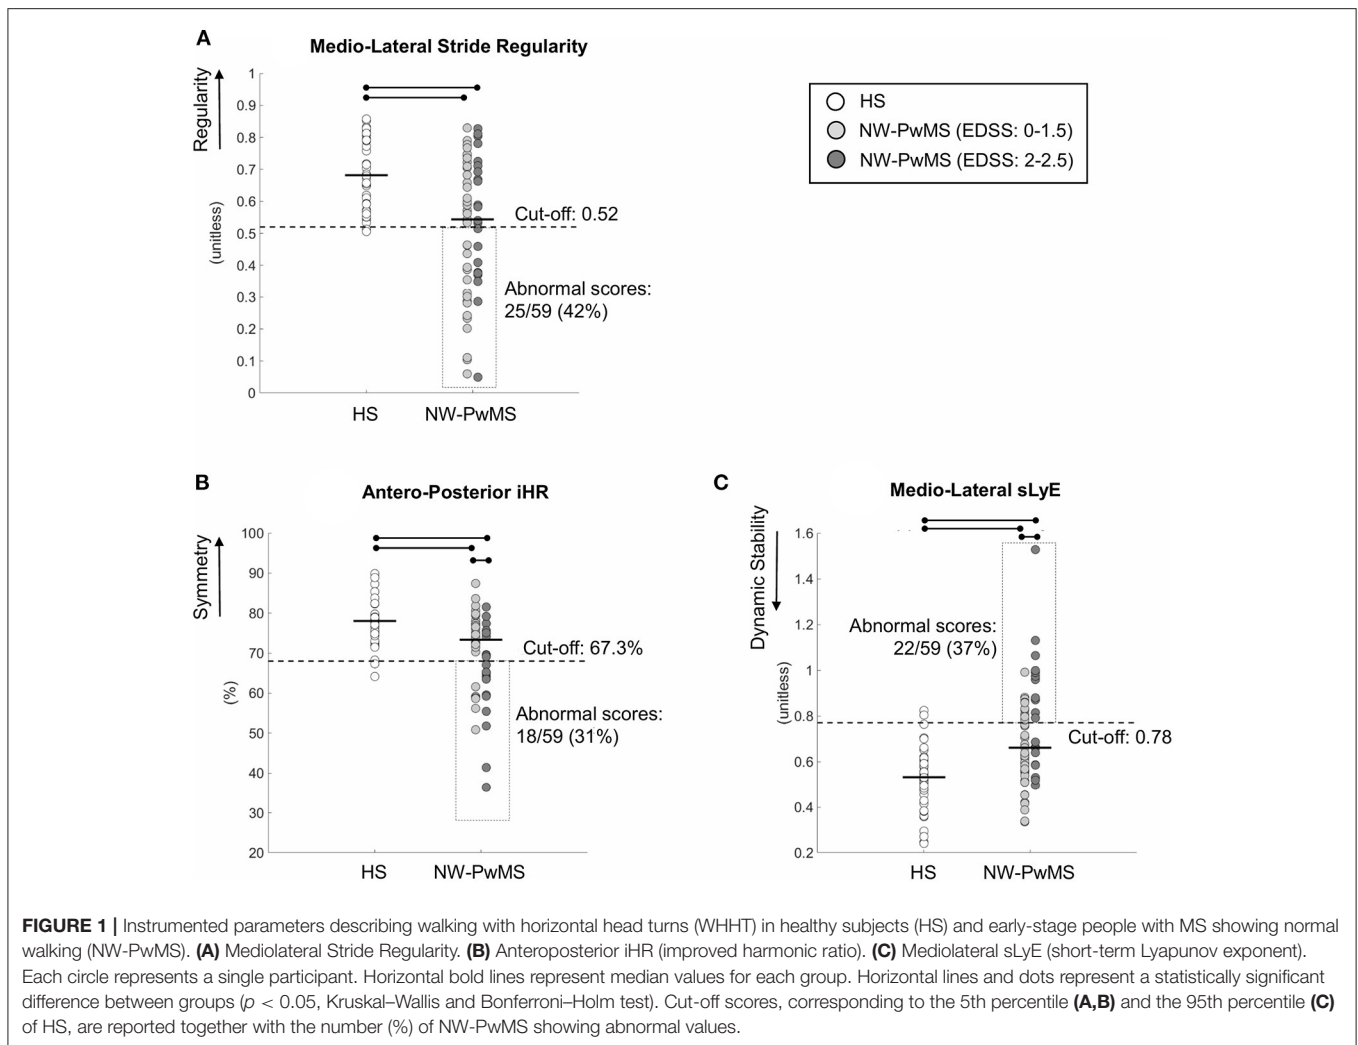 A
Medio-Lateral Stride Regularity
Regularity
(unitless)
1
0.9
0.8
0.7
0.6
0.5
0.4
0.3
0.2
0.1
0
Cut-off: 0.52
Abnormal scores:
25/59 (42%)
HS NW-PwMS
HS
NW-PwMS (EDSS: 0-1.5)
NW-PwMS (EDSS: 2-2.5)
B
Antero-Posterior iHR
Symmetry
(%)
100
90
80
70
60
50
40
30
20
Cut-off: 67.3%
Abnormal scores:
18/59 (31%)
HS NW-PwMS
C
Medio-Lateral sLyE
Dynamic Stability
(unitless)
1.6
1.4
1.2
1
0.8
0.6
0.4
0.2
Abnormal scores:
22/59 (37%)
Cut-off: 0.78
HS NW-PwMS
FIGURE 1 | Instrumented parameters describing walking with horizontal head turns (WHHT) in healthy subjects (HS) and early-stage people with MS showing normal
walking (NW-PwMS). (A) Mediolateral Stride Regularity. (B) Anteroposterior iHR (improved harmonic ratio). (C) Mediolateral sLyE (short-term Lyapunov exponent).
Each circle represents a single participant. Horizontal bold lines represent median values for each group. Horizontal lines and dots represent a statistically significant
difference between groups (p < 0.05, Kruskal–Wallis and Bonferroni–Holm test). Cut-off scores, corresponding to the 5th percentile (A,B) and the 95th percentile (C)
of HS, are reported together with the number (%) of NW-PwMS showing abnormal values.